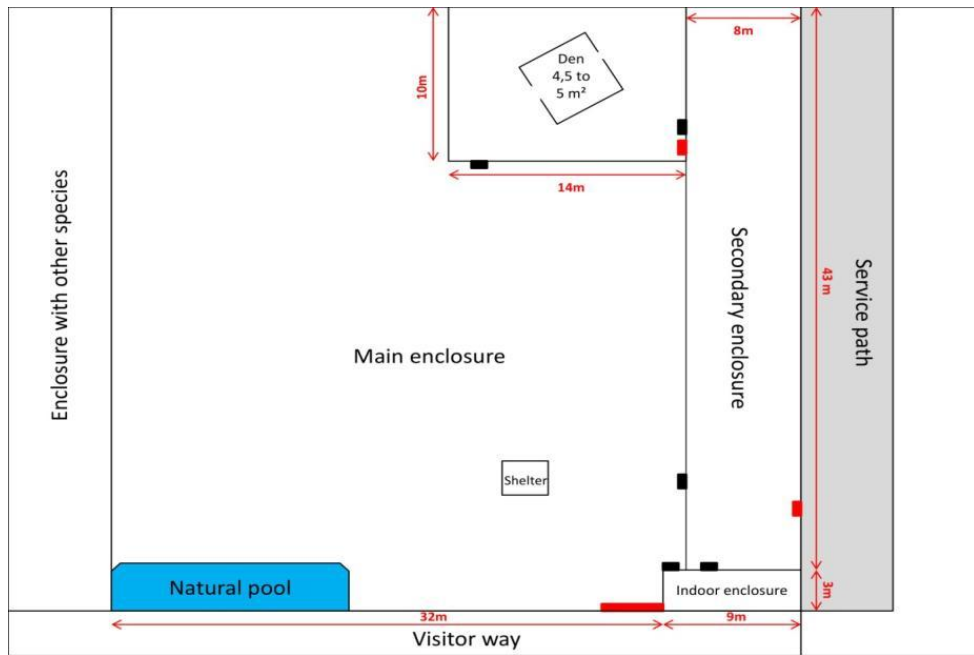 8m
10m
Den
4,5 to
5 m²
14m
Enclosure with other species
Secondary enclosure
43 m
Service path
Main enclosure
Shelter
Natural pool
Indoor enclosure
3m
32m
9m
Visitor way